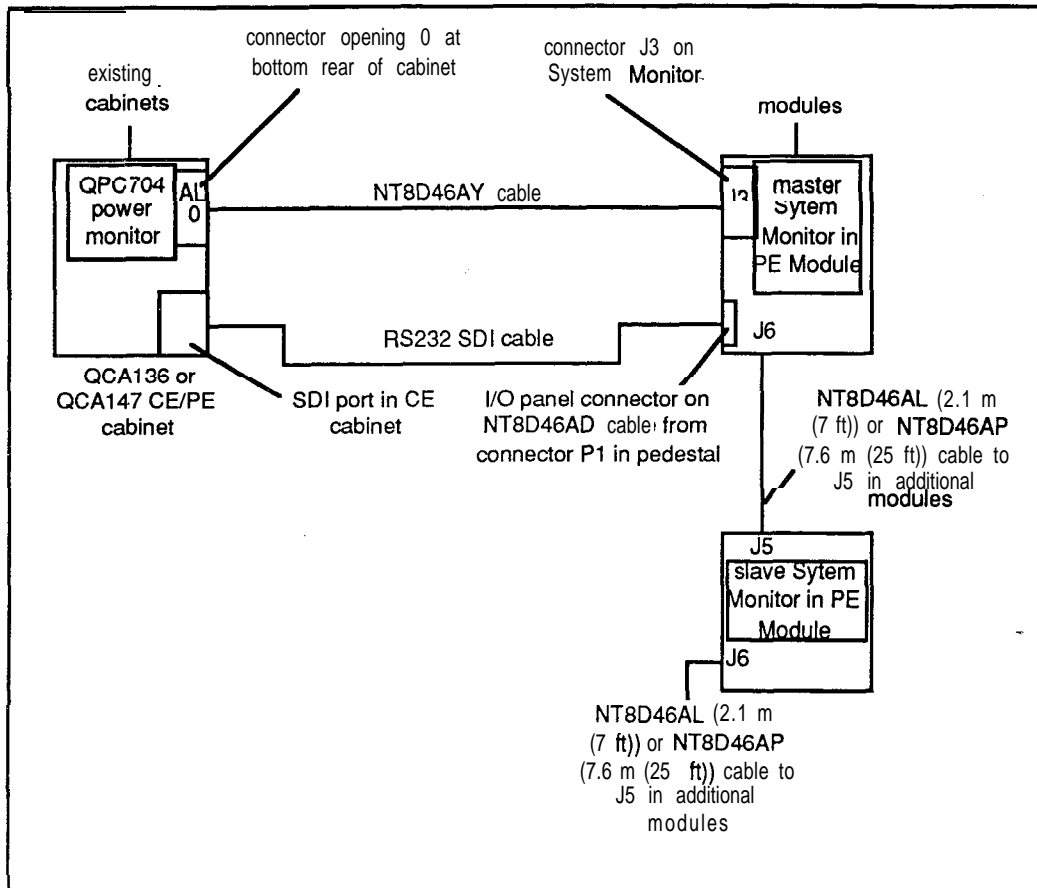 existing
cabinets
connector opening 0 at
bottom rear of cabinet
connector J3 on
System Monitor
modules
QPC704
power
monitor
AL
0
NT8D46AY cable
J3
master
Sytem
Monitor in
PE Module
RS232 SDI cable
J6
QCA136 or
QCA147 CE/PE
cabinet
SDI port in CE
cabinet
I/O panel connector on
NT8D46AD cable from
connector P1 in pedestal
NT8D46AL (2.1 m
(7 ft)) or NT8D46AP
(7.6 m (25 ft)) cable to
J5 in additional
modules
J5
slave Sytem
Monitor in PE
Module
J6
NT8D46AL (2.1 m
(7 ft)) or NT8D46AP
(7.6 m (25 ft)) cable to
J5 in additional
modules